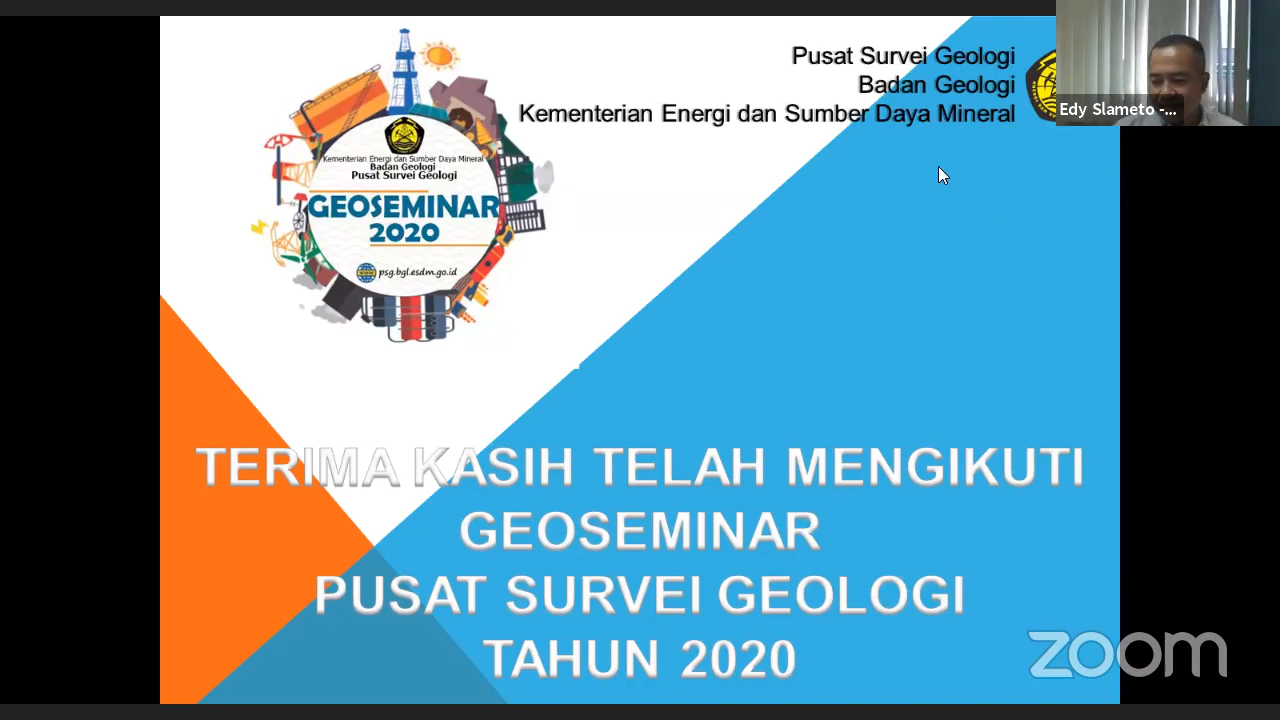 Pusat Survei Geologi
Badan Geologi
Kementerian Energi dan Sumber Daya Mineral
Edy Slameto -...
Kementerian Energi dan Sumber Daya Mineral
Badan Geologi
Pusat Survei Geologi
GEOSEMINAR
2020
psg.bgl.esdm.go.id
TERIMA KASIH TELAH MENGIKUTI
GEOSEMINAR
PUSAT SURVEI GEOLOGI
TAHUN 2020
zoom